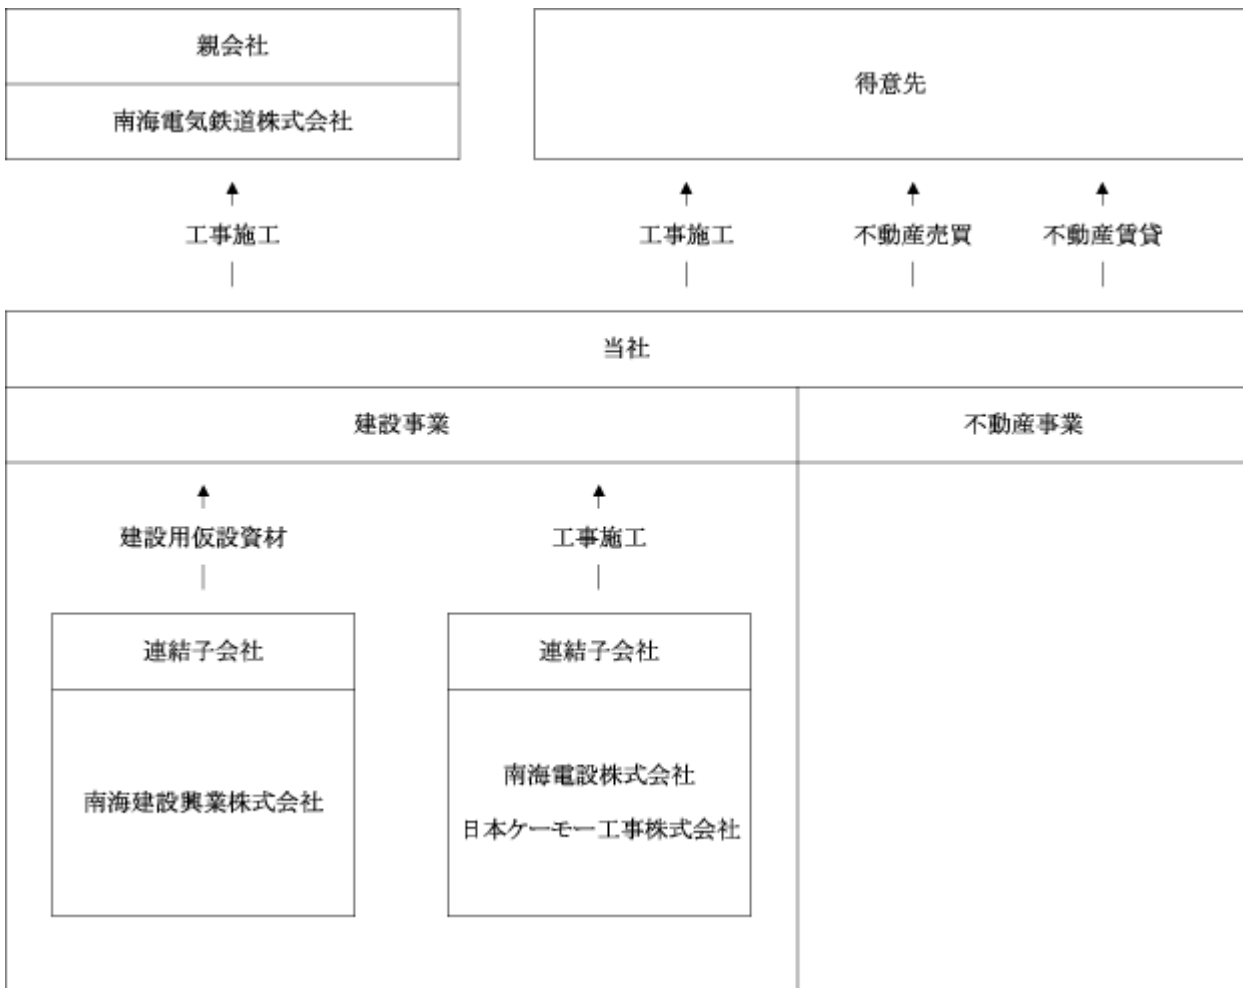 親会社
南海電気鉄道株式会社
得意先
工事施工
工事施工
不動産売買
不動産賃貸
当社
建設事業
不動産事業
建設用仮設資材
工事施工
連結子会社
南海建設興業株式会社
連結子会社
南海電設株式会社
日本ケーモー工事株式会社